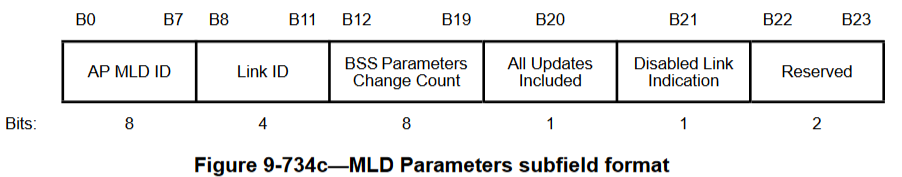 B0 B7 B8 B11 B12 B19 B20 B21 B22 B23
AP MLD ID
Link ID
BSS Parameters
Change Count
All Updates
Included
Disabled Link
Indication
Reserved
Bits: 8 4 8 1 1 2
Figure 9-734c—MLD Parameters subfield format